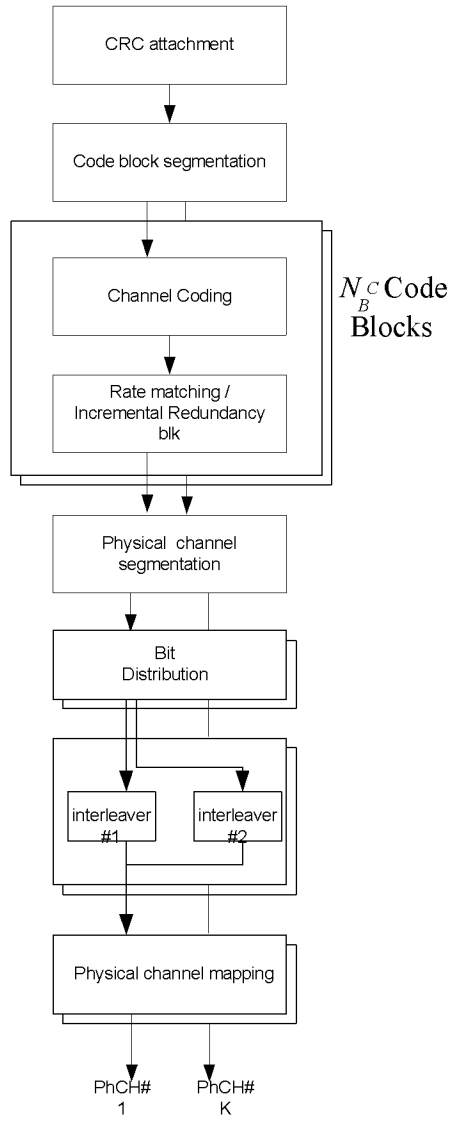 CRC attachment
Code block segmentation
Channel Coding
N B C Code
Blocks
Rate matching /
Incremental Redundancy
blk
Physical channel
segmentation
Bit
Distribution
interleaver
#1
interleaver
#2
Physical channel mapping
PhCH#
1
PhCH#
K